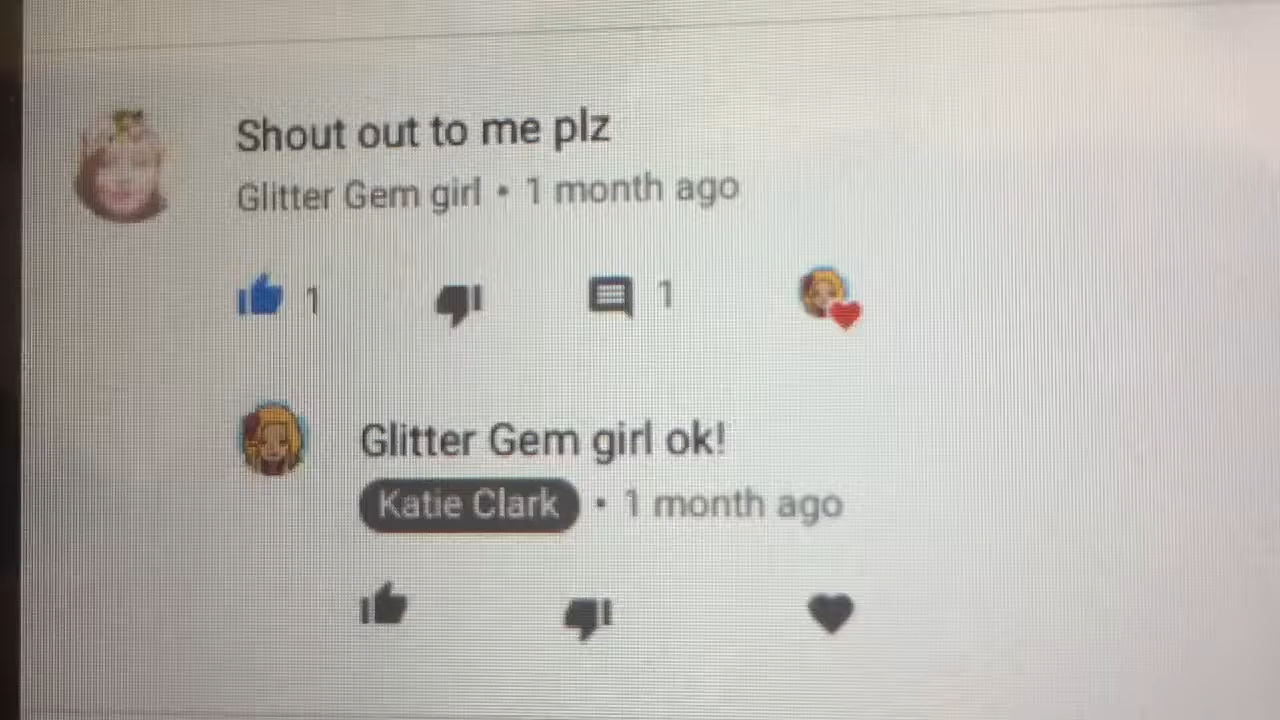 Shout out to me plz
Glitter Gem girl • 1 month ago
1 1
Glitter Gem girl ok!
Katie Clark • 1 month ago